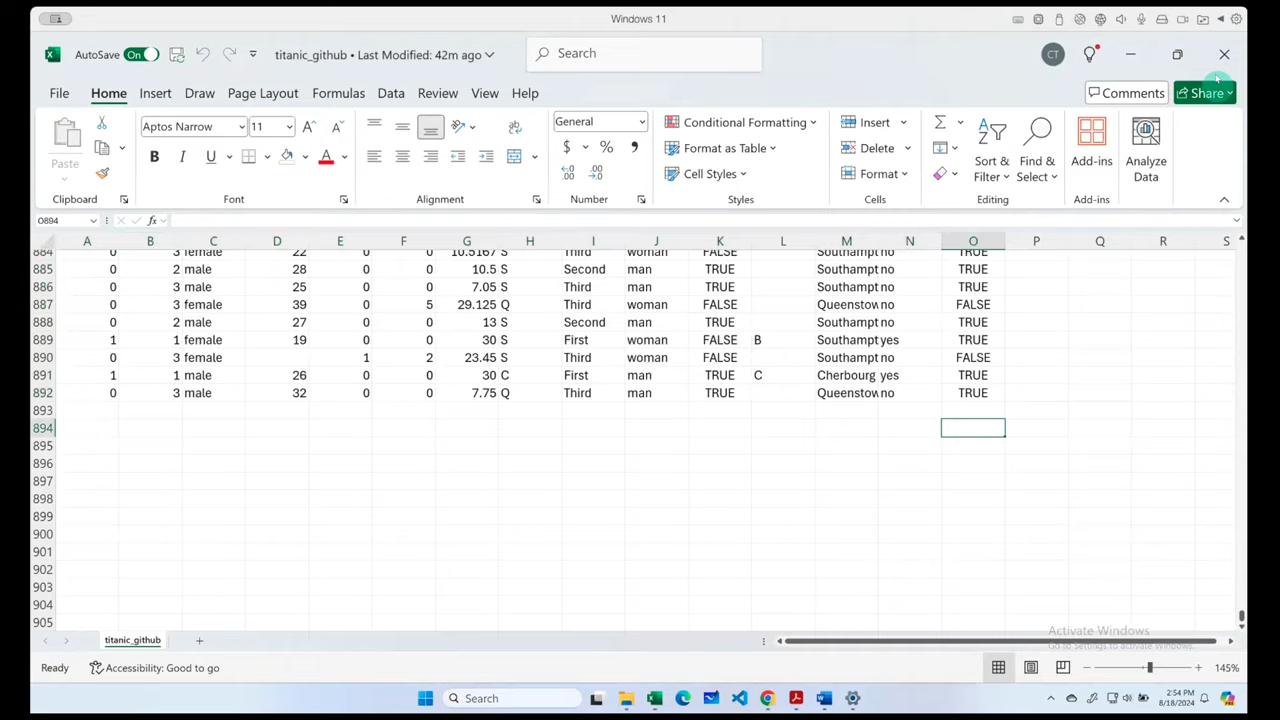 Windows 11
AutoSave On titanic_github • Last Modified: 42m ago Search CT
File Home Insert Draw Page Layout Formulas Data Review View Help Comments Share
Paste
Clipboard
Aptos Narrow 11
B I U A
Font
Alignment
General
$ % ,
Number
Conditional Formatting
Format as Table
Cell Styles
Styles
Insert
Delete
Format
Cells
Sort & Filter
Find & Select
Editing
Add-ins
Add-ins
Analyze Data
O894 fx
A B C D E F G H I J K L M N O P Q R S
884 0 3 female 22 0 0 10.5167 S Third woman FALSE Southampt no TRUE
885 0 2 male 28 0 0 10.5 S Second man TRUE Southampt no TRUE
886 0 3 male 25 0 0 7.05 S Third man TRUE Southampt no TRUE
887 0 3 female 39 0 5 29.125 Q Third woman FALSE Queenstow no FALSE
888 0 2 male 27 0 0 13 S Second man TRUE Southampt no TRUE
889 1 1 female 19 0 0 30 S First woman FALSE B Southampt yes TRUE
890 0 3 female 1 2 23.45 S Third woman FALSE Southampt no FALSE
891 1 1 male 26 0 0 30 C First man TRUE C Cherbourg yes TRUE
892 0 3 male 32 0 0 7.75 Q Third man TRUE Queenstow no TRUE
893
894
895
896
897
898
899
900
901
902
903
904
905
Activate Windows
Go to Settings to activate Windows.
titanic_github
Ready Accessibility: Good to go 145%
Search 2:54 PM
8/18/2024